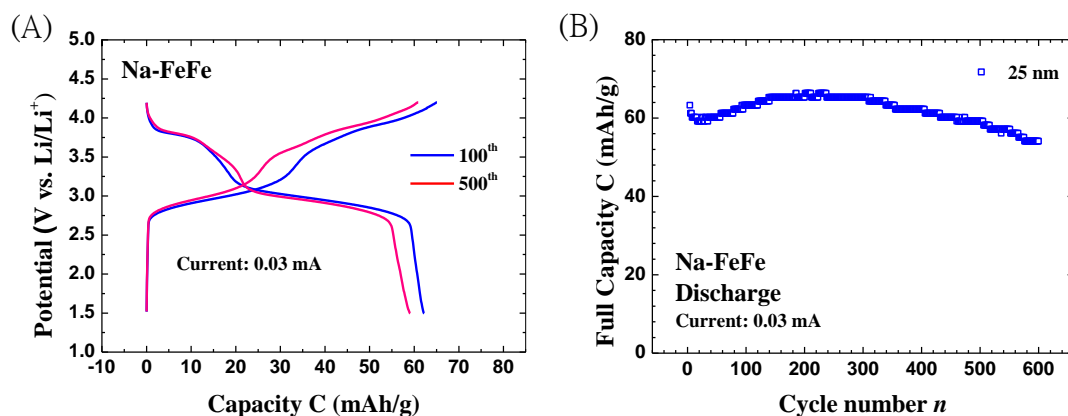 (A)
Na-FeFe
100th
500th
Current: 0.03 mA
Potential (V vs. Li/Li+)
5.0
4.5
4.0
3.5
3.0
2.5
2.0
1.5
1.0
-10 0 10 20 30 40 50 60 70 80
Capacity C (mAh/g)
(B)
25 nm
Na-FeFe
Discharge
Current: 0.03 mA
Full Capacity C (mAh/g)
80
60
40
20
0
0 100 200 300 400 500 600
Cycle number n